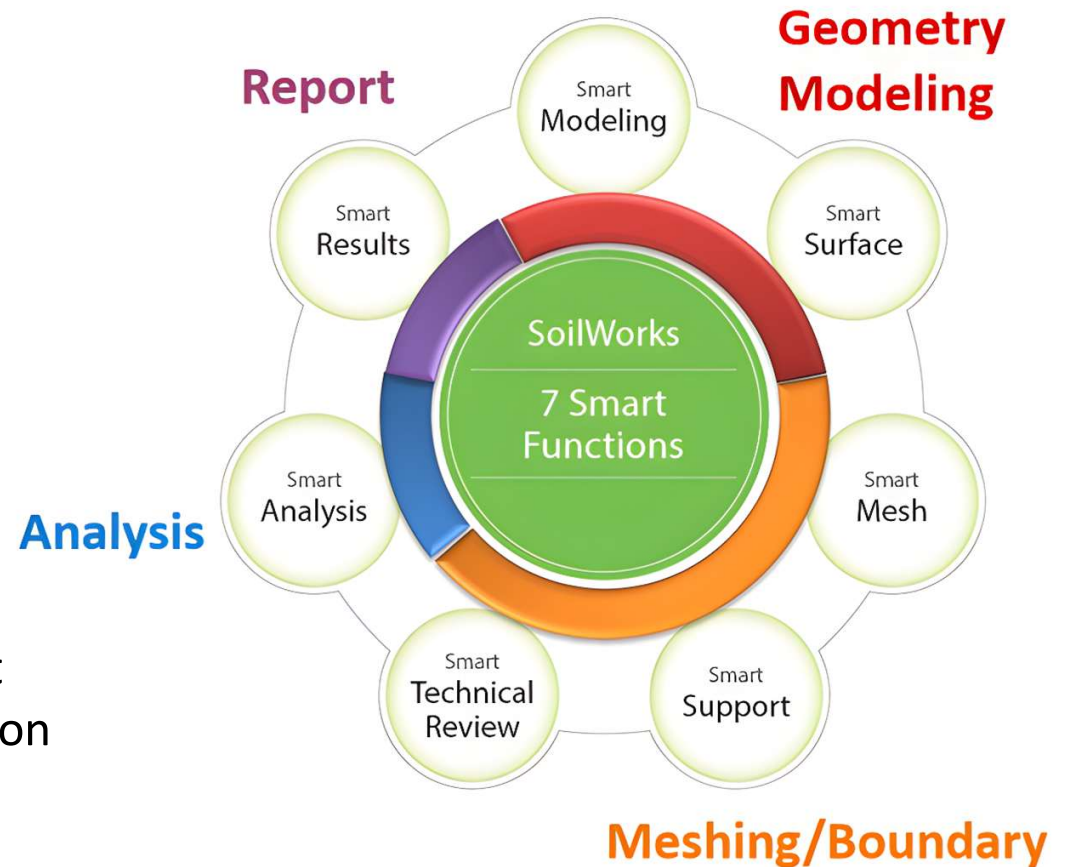 Geometry
Modeling
Report
Smart
Modeling
Smart
Surface
Smart
Results
SoilWorks
7 Smart
Functions
Smart
Mesh
Smart
Analysis
Analysis
Smart
Support
Smart
Technical
Review
on
Meshing/Boundary